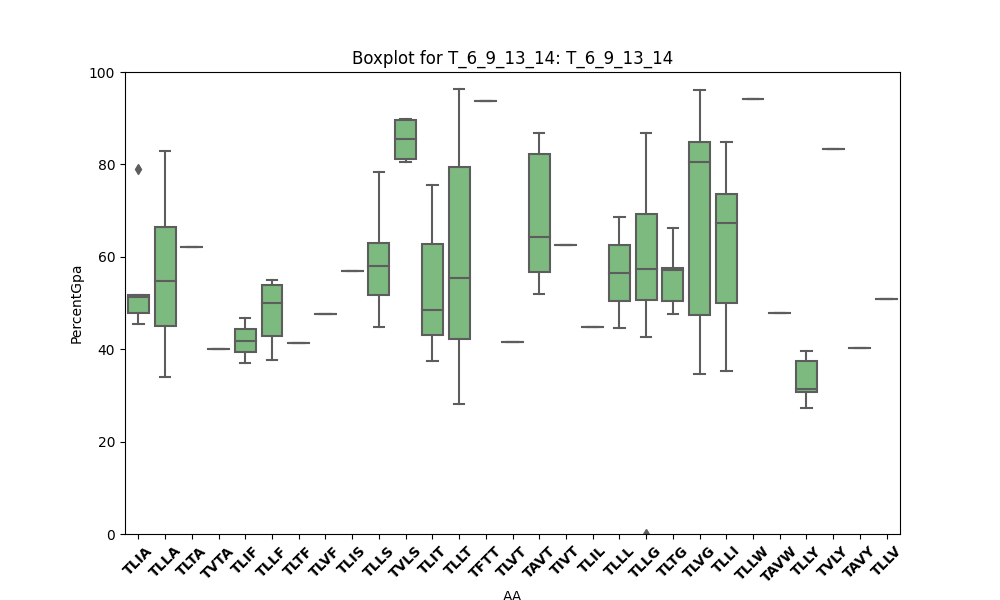 Boxplot for T_6_9_13_14: T_6_9_13_14
100
80
60
40
20
0
PercentGpa
TLIA TLLA TLTA TVTA TLIF TLLF TLTF TLVF TLIS TLLS TVLS TLIT TLLT TFTT TLVT TAVT TIVT TLIL TLLL TLLG TLTG TLVG TLLI TLLW TAVW TLLY TVLY TAVY TLLV
AA